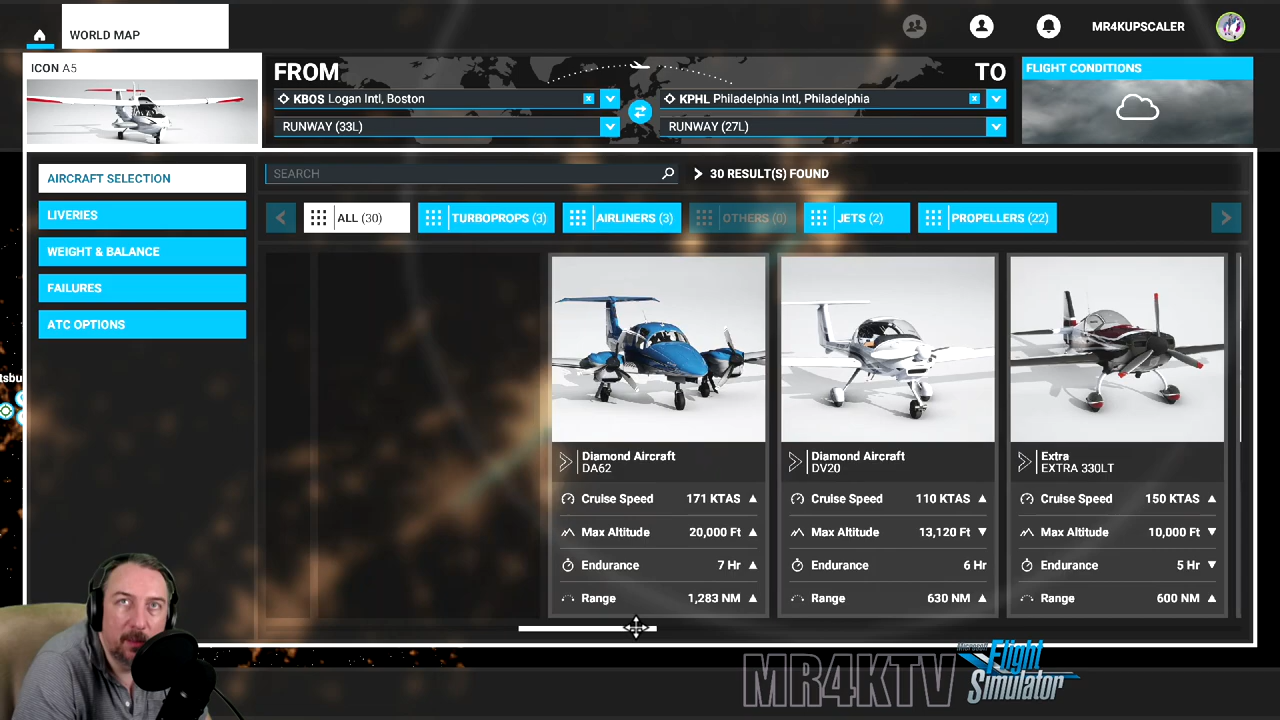 WORLD MAP
MR4KUPSCALER
ICON A5
FROM
TO
KBOS Logan Intl, Boston
RUNWAY (33L)
KPHL Philadelphia Intl, Philadelphia
RUNWAY (27L)
FLIGHT CONDITIONS
AIRCRAFT SELECTION
LIVERIES
WEIGHT & BALANCE
FAILURES
ATC OPTIONS
SEARCH
30 RESULT(S) FOUND
ALL (30)
TURBOPROPS (3)
AIRLINERS (3)
OTHERS (0)
JETS (2)
PROPELLERS (22)
tsbu
Diamond Aircraft
DA62
Cruise Speed 171 KTAS
Max Altitude 20,000 Ft
Endurance 7 Hr
Range 1,283 NM
Diamond Aircraft
DV20
Cruise Speed 110 KTAS
Max Altitude 13,120 Ft
Endurance 6 Hr
Range 630 NM
Extra
EXTRA 330LT
Cruise Speed 150 KTAS
Max Altitude 10,000 Ft
Endurance 5 Hr
Range 600 NM
MR4KTV
Microsoft
Flight
Simulator